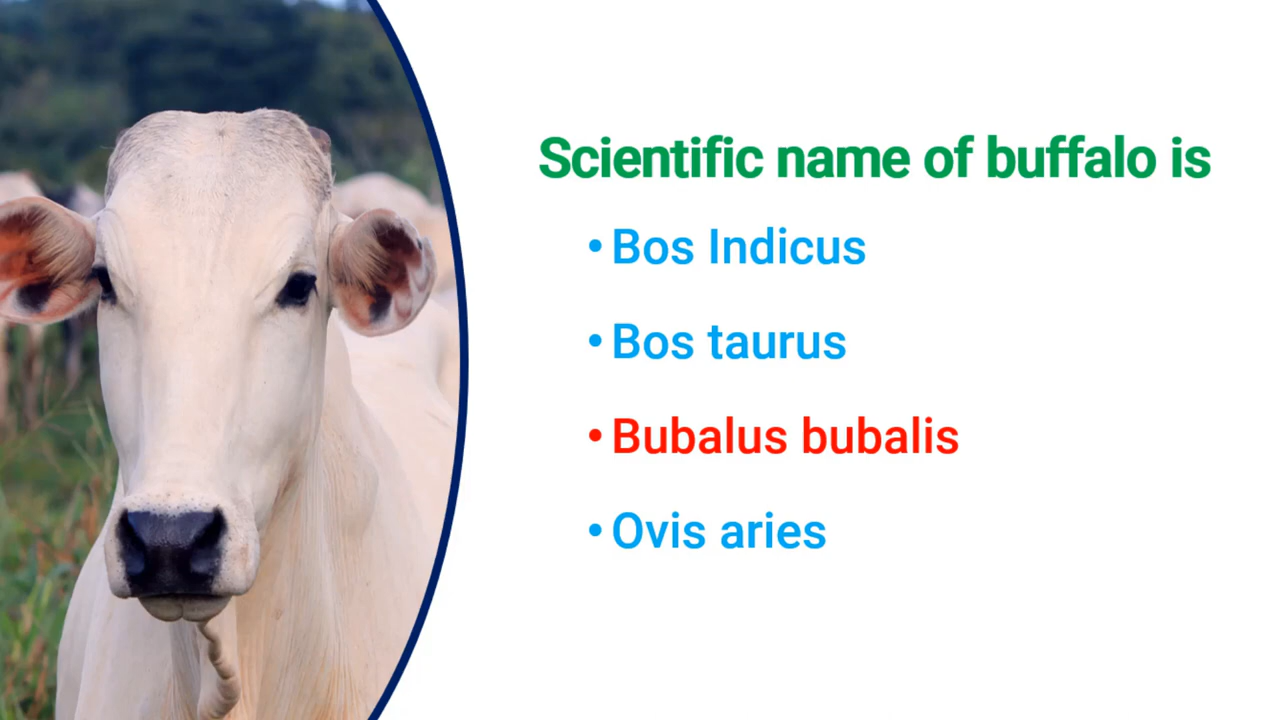 Scientific name of buffalo is
• Bos Indicus
• Bos taurus
• Bubalus bubalis
• Ovis aries